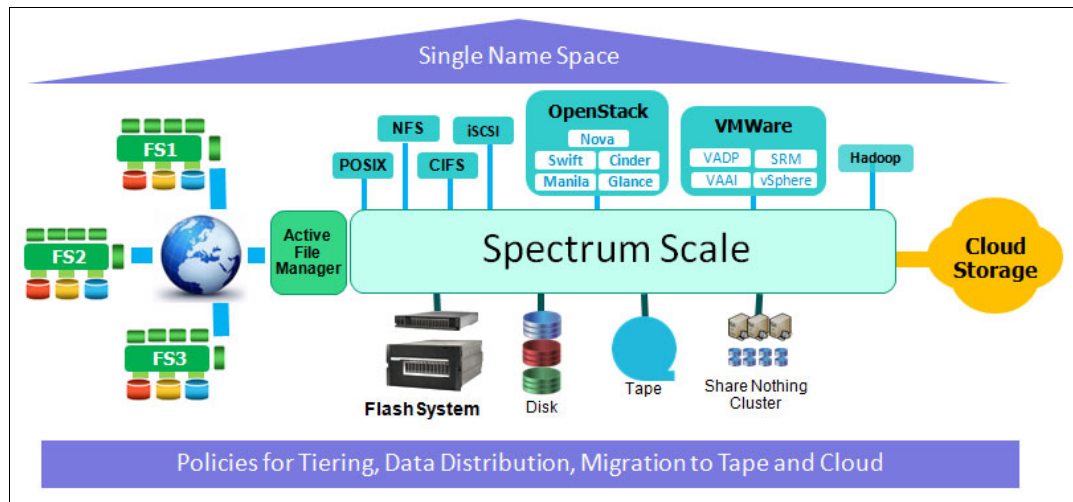 Single Name Space
FS1
FS2
FS3
Active
File
Manager
POSIX
NFS
CIFS
iSCSI
OpenStack
Nova
Swift
Cinder
Manila
Glance
VMWare
VADP
SRM
VAAI
vSphere
Hadoop
Spectrum Scale
Cloud
Storage
FlashSystem
Disk
Tape
Share Nothing
Cluster
Policies for Tiering, Data Distribution, Migration to Tape and Cloud